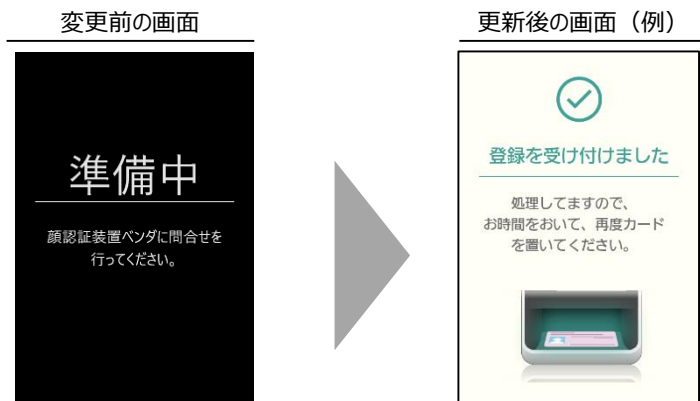 変更前の画面
準備中
顔認証装置ベンダに問合せを
行ってください。
更新後の画面（例）
登録を受け付けました
処理してますので、
お時間をおいて、再度カード
を置いてください。